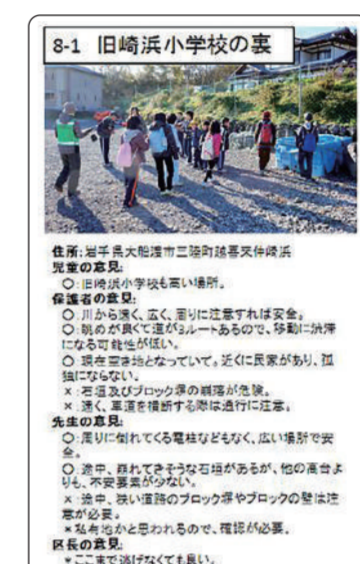 8-1 旧崎浜小学校の裏
住所:岩手県大船渡市三陸町越喜来仲崎浜
児童の意見:
○:旧崎浜小学校も高い場所。
保護者の意見:
○:川から遠く、広く、周りに注意すれば安全。
○:眺めが良くて道が3ルートあるので、移動に渋滞
になる可能性が低い。
○:現在空き地となっていて。近くに民家があり、孤
独にならない。
×:石垣及びブロック塀の崩落が危険。
×:遠く、車道を横断する際は通行に注意。
先生の意見:
○:周りに倒れてくる電柱などもなく、広い場所で安
全。
○:途中、崩れてきそうな石垣があるが、他の高台よ
りも、不安要素が少ない。
×:途中、狭い道路のブロック塀やブロックの壁は注
意が必要。
*私有地かと思われるので、確認が必要。
区長の意見:
*ここまで逃げなくても良い。